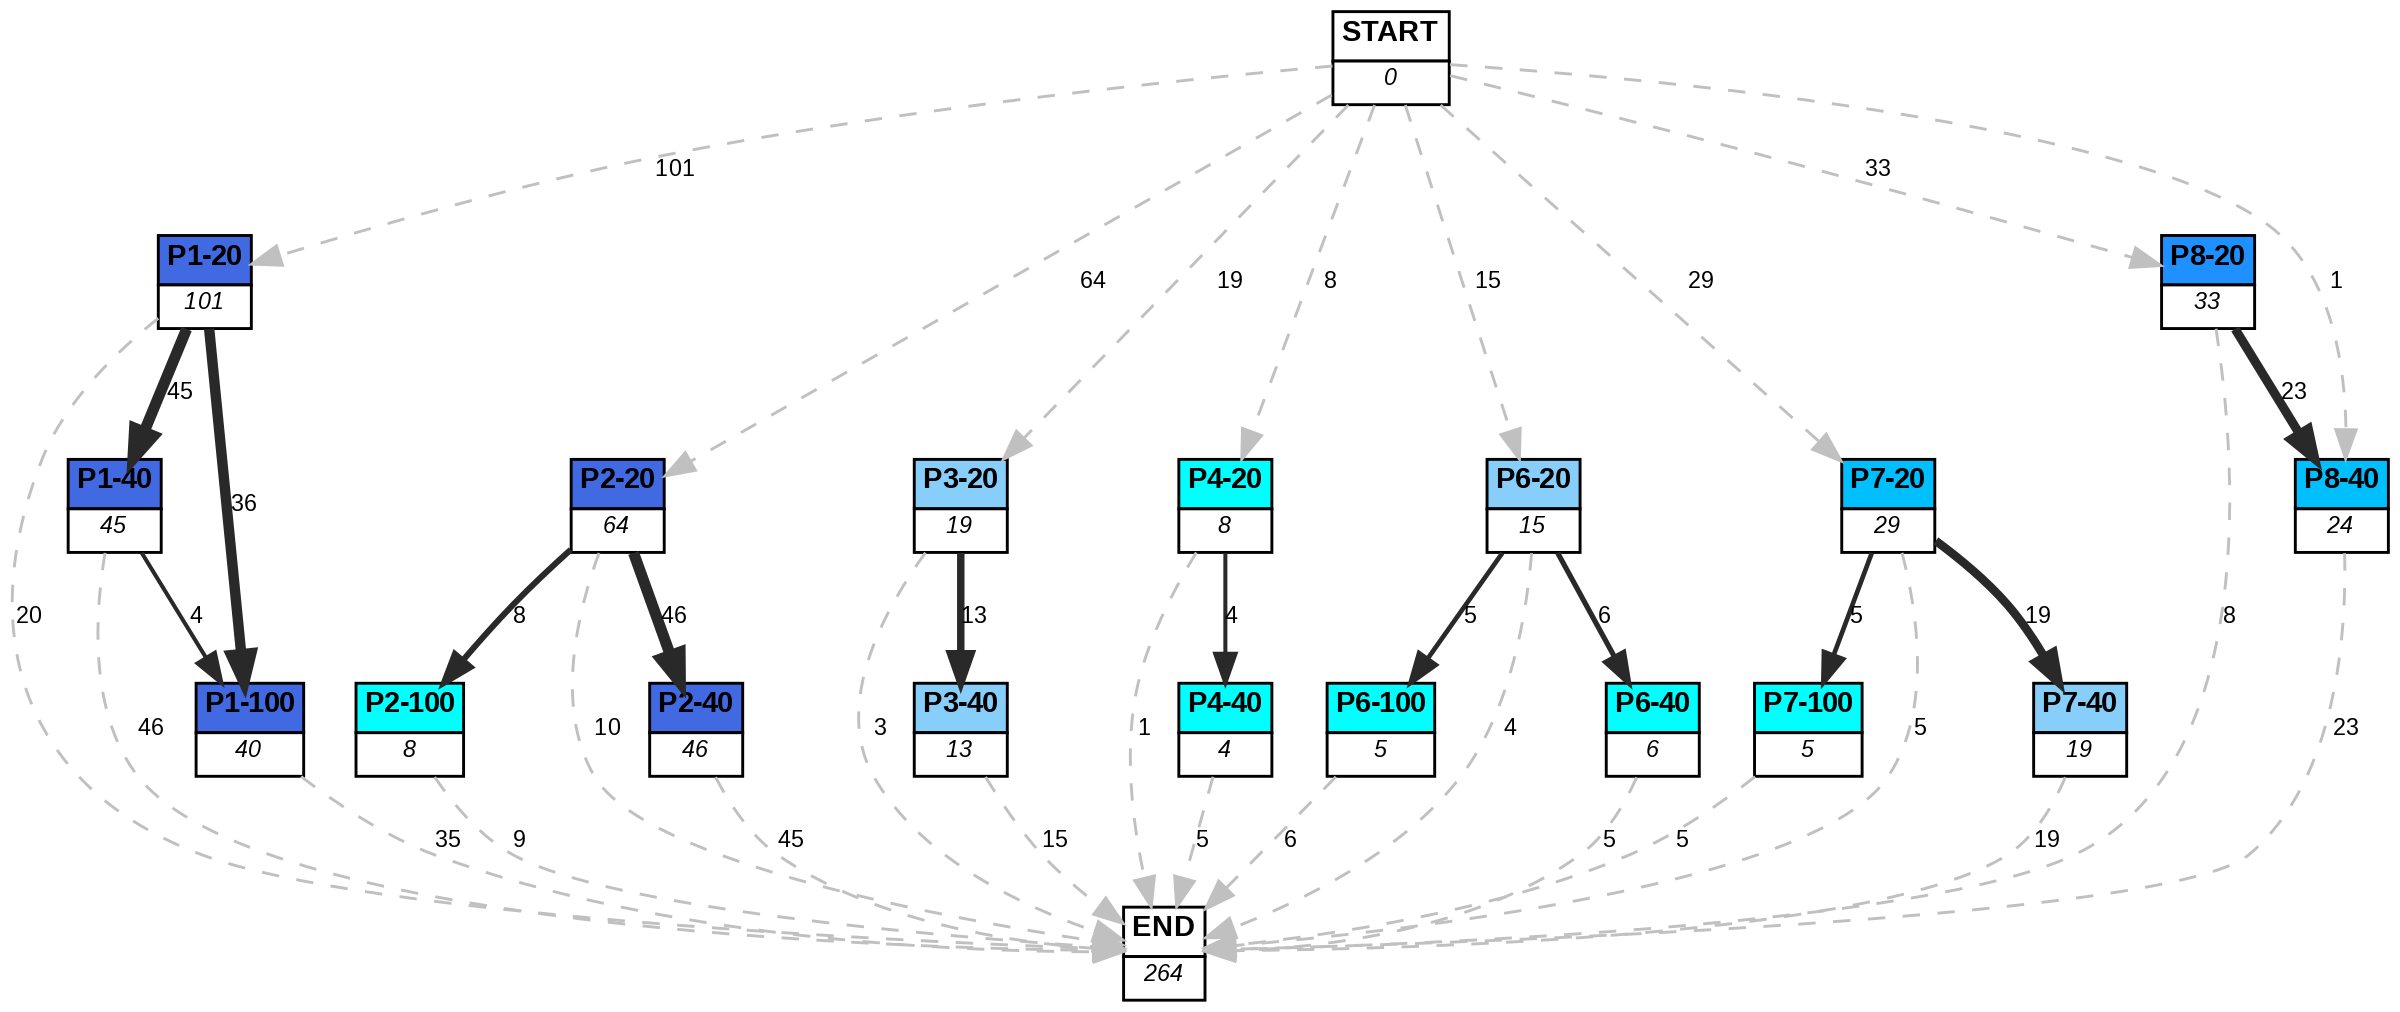 START
0
101
33
P1-20
101
P8-20
33
64
19
8
15
29
1
45
23
P1-40
45
36
P2-20
64
P3-20
19
P4-20
8
P6-20
15
P7-20
29
P8-40
24
20
4
8
46
13
4
5
6
5
19
8
46
P1-100
40
P2-100
8
10
P2-40
46
3
P3-40
13
1
P4-40
4
P6-100
5
4
P6-40
6
P7-100
5
5
P7-40
19
23
35
9
45
15
5
6
5
5
19
END
264